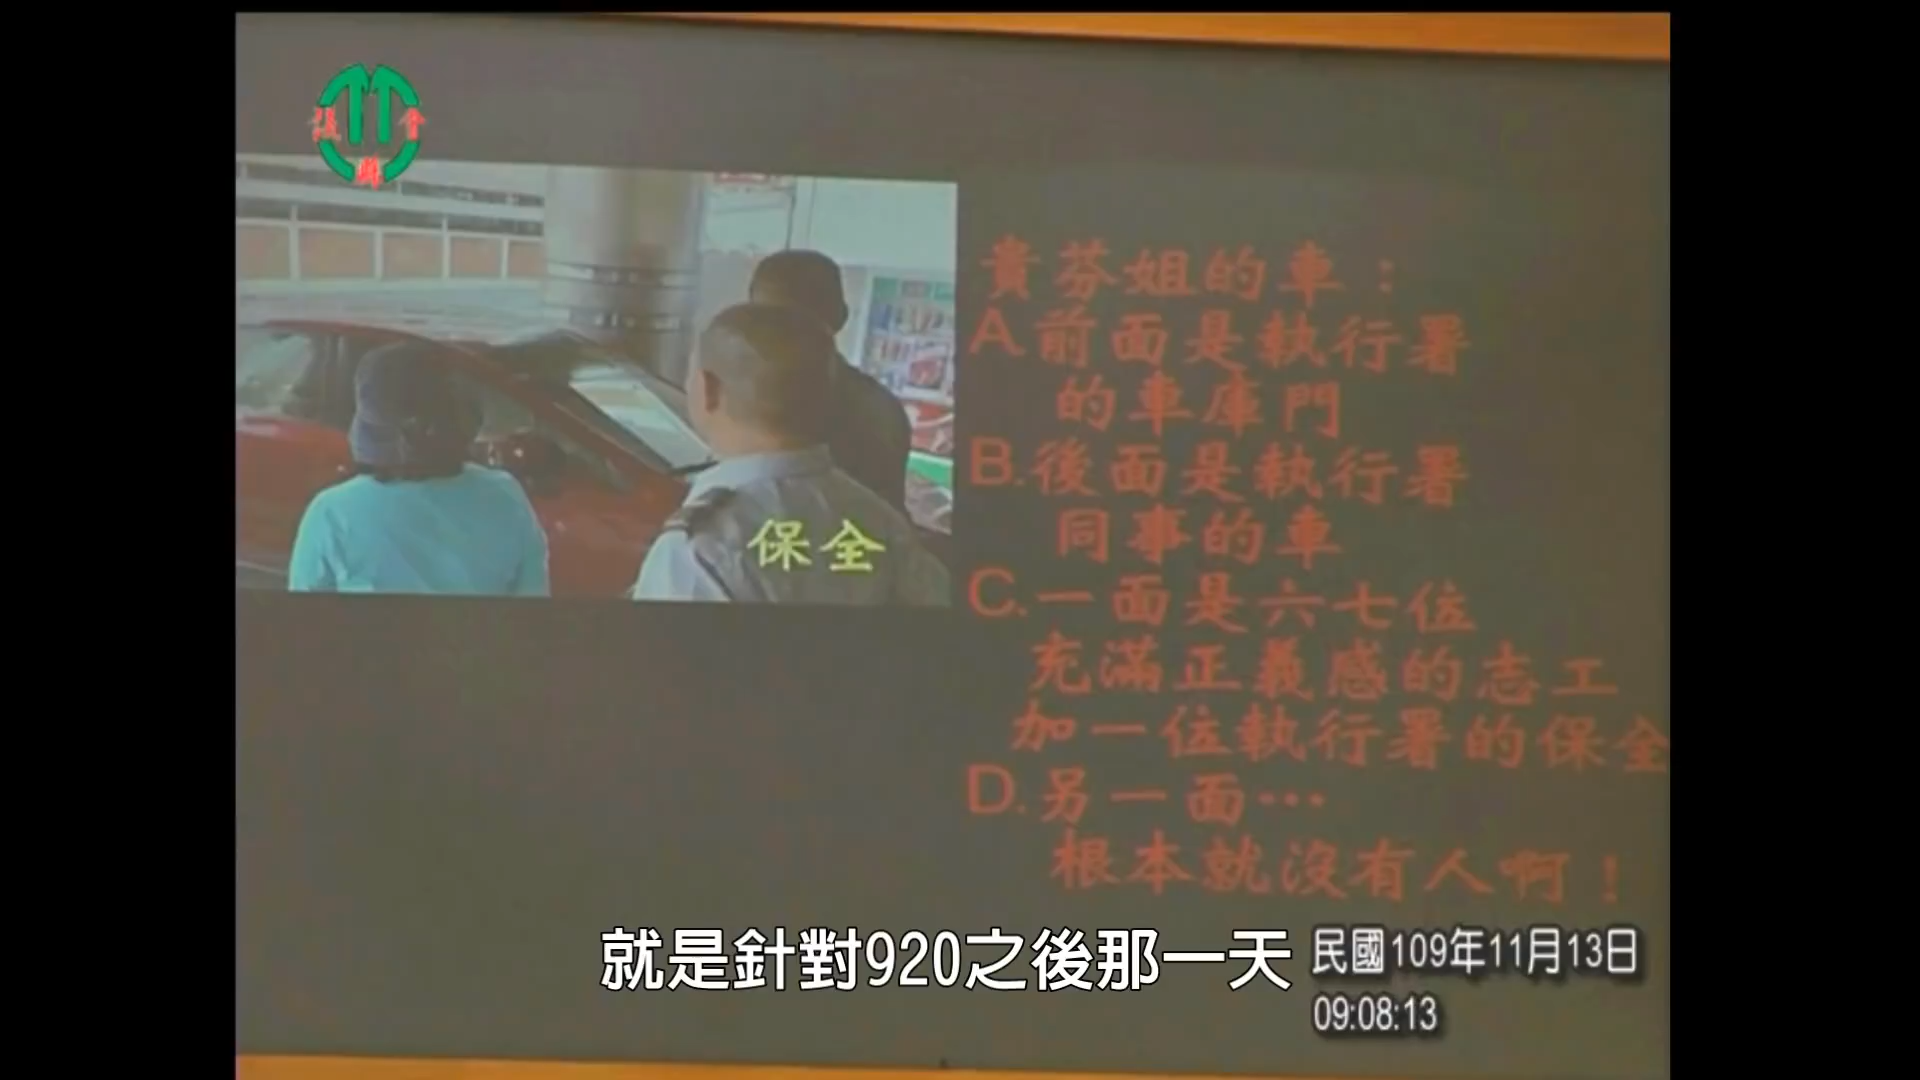 議會
縣
貴芬姐的車：
A.前面是執行署
的車庫門
B.後面是執行署
同事的車
C.一面是六七位
充滿正義感的志工
加一位執行署的保全
D.另一面…
根本就沒有人啊！
保全
就是針對920之後那一天
民國109年11月13日
09:08:13